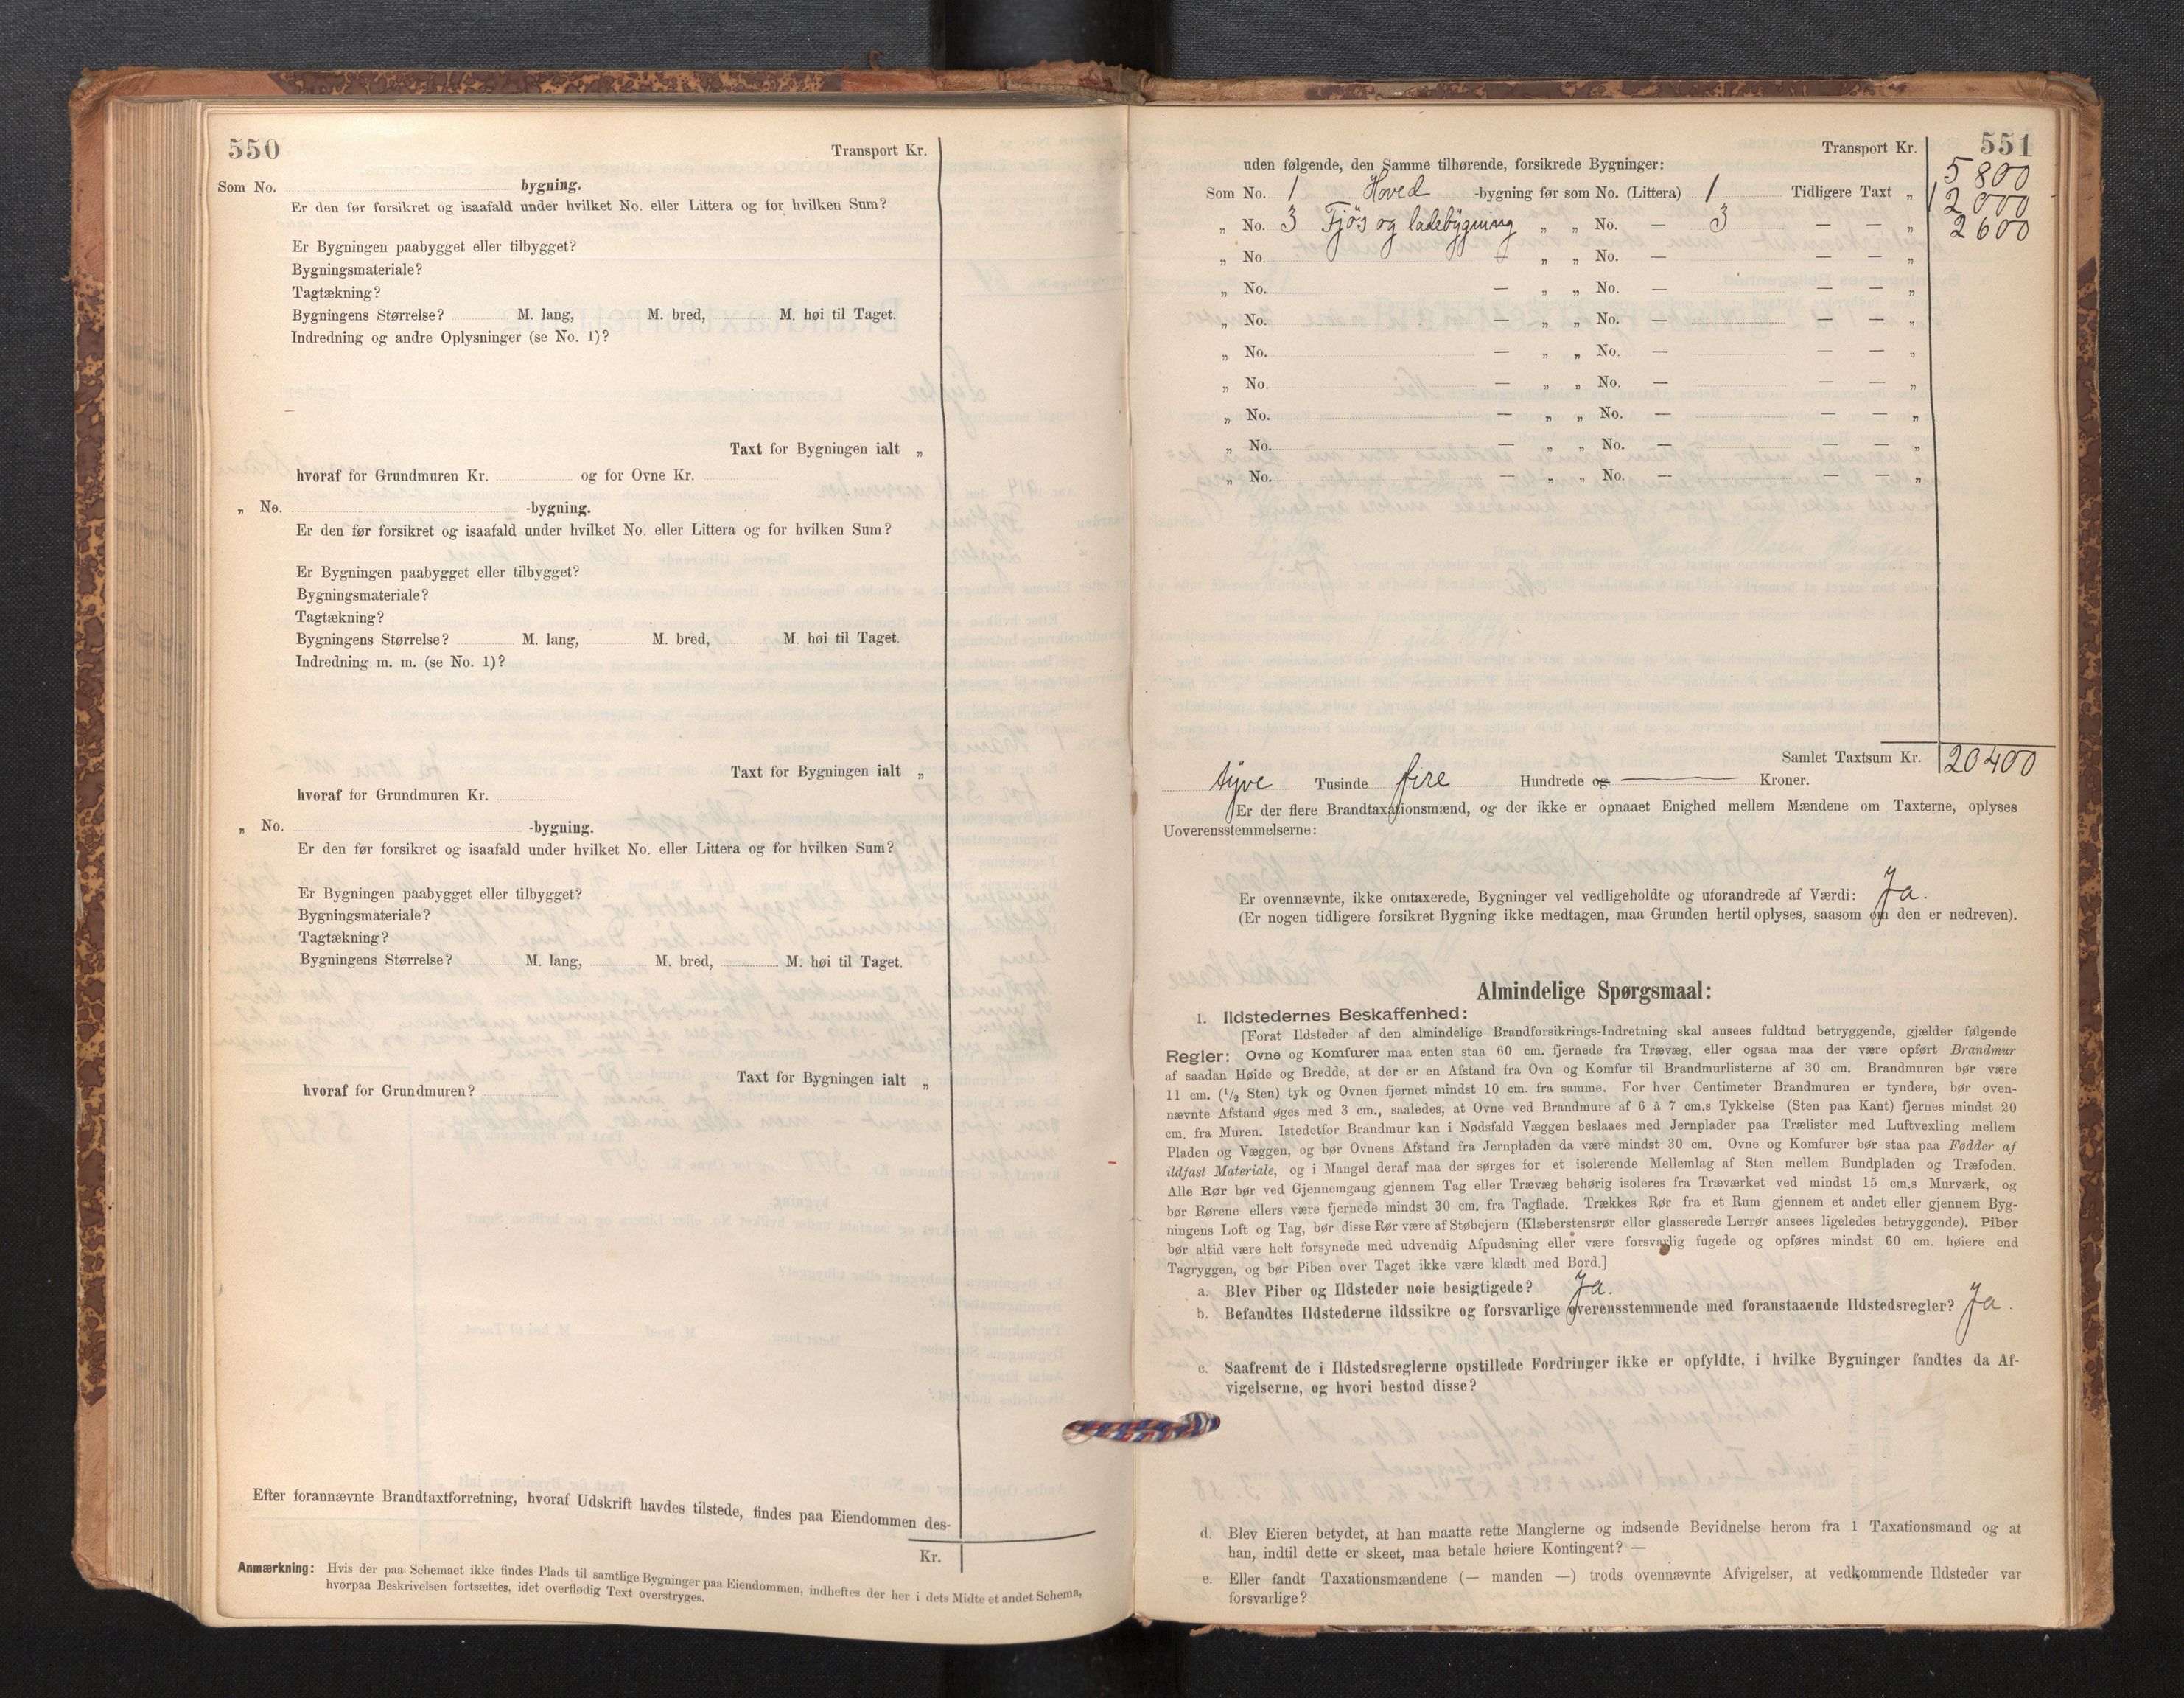 550
Transport Kr.
Som No. bygning.
Er den før forsikret og isaafald under hvilket No. eller Littera og for hvilken Sum?
Er Bygningen paabygget eller tilbygget?
Bygningsmateriale?
Tagtækning?
Bygningens Størrelse? M. lang, M. bred, M. høi til Taget.
Indredning og andre Oplysninger (se No. 1)?
Taxt for Bygningen ialt „
hvoraf for Grundmuren Kr. og for Ovne Kr.
„ No. -bygning.
Er den før forsikret og isaafald under hvilket No. eller Littera og for hvilken Sum?
Er Bygningen paabygget eller tilbygget?
Bygningsmateriale?
Tagtækning?
Bygningens Størrelse? M. lang, M. bred, M. høi til Taget.
Indredning m. m. (se No. 1)?
Taxt for Bygningen ialt „
hvoraf for Grundmuren Kr.
„ No. -bygning.
Er den før forsikret og isaafald under hvilket No. eller Littera og for hvilken Sum?
Er Bygningen paabygget eller tilbygget?
Bygningsmateriale?
Tagtækning?
Bygningens Størrelse? M. lang, M. bred, M. høi til Taget.
Taxt for Bygningen ialt „
hvoraf for Grundmuren?
Efter forannævnte Brandtaxtforretning, hvoraf Udskrift havdes tilstede, findes paa Eiendommen des-
Kr.
Anmærkning: Hvis der paa Schemaet ikke findes Plads til samtlige Bygninger paa Eiendommen, indheftes der her i dets Midte et andet Schema,
hvorpaa Beskrivelsen fortsættes, idet overflødig Text overstryges.
551
Transport Kr. 5800
uden følgende, den Samme tilhørende, forsikrede Bygninger:
Som No. 1 Hoved -bygning før som No. (Littera) 1 Tidligere Taxt „ 12000
„ No. 3 Fjös og ladebygning „ „ No. — 3 — — „ 2600
„ No. „ „ No. — — — „
„ No. — „ „ No. — — — „
„ No. — „ „ No. — — — „
„ No. — „ „ No. — — — „
„ No. — „ „ No. — — — „
„ No. — „ „ No. — — — „
„ No. — „ „ No. — — — „
„ No. — „ „ No. — — — „
Samlet Taxtsum Kr. 20400
tyve Tusinde fire Hundrede og — Kroner.
Er der flere Brandtaxationsmænd, og der ikke er opnaaet Enighed mellem Mændene om Taxterne, oplyses
Uoverensstemmelserne:
Er ovennævnte, ikke omtaxerede, Bygninger vel vedligeholdte og uforandrede af Værdi: Ja.
(Er nogen tidligere forsikret Bygning ikke medtagen, maa Grunden hertil oplyses, saasom om den er nedreven).
Almindelige Spørgsmaal:
1. Ildstedernes Beskaffenhed:
[Forat Ildsteder af den almindelige Brandforsikrings-Indretning skal ansees fuldtud betryggende, gjælder følgende
Regler: Ovne og Komfurer maa enten staa 60 cm. fjernede fra Trævæg, eller ogsaa maa der være opført Brandmur
af saadan Høide og Bredde, at der er en Afstand fra Ovn og Komfur til Brandmurlisterne af 30 cm. Brandmuren bør være
11 cm. (1/2 Sten) tyk og Ovnen fjernet mindst 10 cm. fra samme. For hver Centimeter Brandmuren er tyndere, bør oven-
nævnte Afstand øges med 3 cm., saaledes, at Ovne ved Brandmure af 6 à 7 cm.s Tykkelse (Sten paa Kant) fjernes mindst 20
cm. fra Muren. Istedetfor Brandmur kan i Nødsfald Væggen beslaaes med Jernplader paa Trælister med Luftvexling mellem
Pladen og Væggen, og bør Ovnens Afstand fra Jernpladen da være mindst 30 cm. Ovne og Komfurer bør staa paa Fødder af
ildfast Materiale, og i Mangel deraf maa der sørges for et isolerende Mellemlag af Sten mellem Bundpladen og Træfoden.
Alle Rør bør ved Gjennemgang gjennem Tag eller Trævæg behørig isoleres fra Træværket ved mindst 15 cm.s Murværk, og
bør Rørene ellers være fjernede mindst 30 cm. fra Tagflade. Trækkes Rør fra et Rum gjennem et andet eller gjennem Byg-
ningens Loft og Tag, bør disse Rør være af Støbejern (Klæberstensrør eller glasserede Lerrør ansees ligeledes betryggende). Piber
bør altid være helt forsynede med udvendig Afpudsning eller være forsvarlig fugede og opføres mindst 60 cm. høiere end
Tagryggen, og bør Piben over Taget ikke være klædt med Bord.]
a. Blev Piber og Ildsteder nøie besigtigede? Ja.
b. Befandtes Ildstederne ildssikre og forsvarlige overensstemmende med foranstaaende Ildstedsregler? Ja.
c. Saafremt de i Ildstedsreglerne opstillede Fordringer ikke er opfyldte, i hvilke Bygninger fandtes da Af-
vigelserne, og hvori bestod disse?
d. Blev Eieren betydet, at han maatte rette Manglerne og indsende Bevidnelse herom fra 1 Taxationsmand og at
han, indtil dette er skeet, maa betale høiere Kontingent? —
e. Eller fandt Taxationsmændene (— manden —) trods ovennævnte Afvigelser, at vedkommende Ildsteder var
forsvarlige?